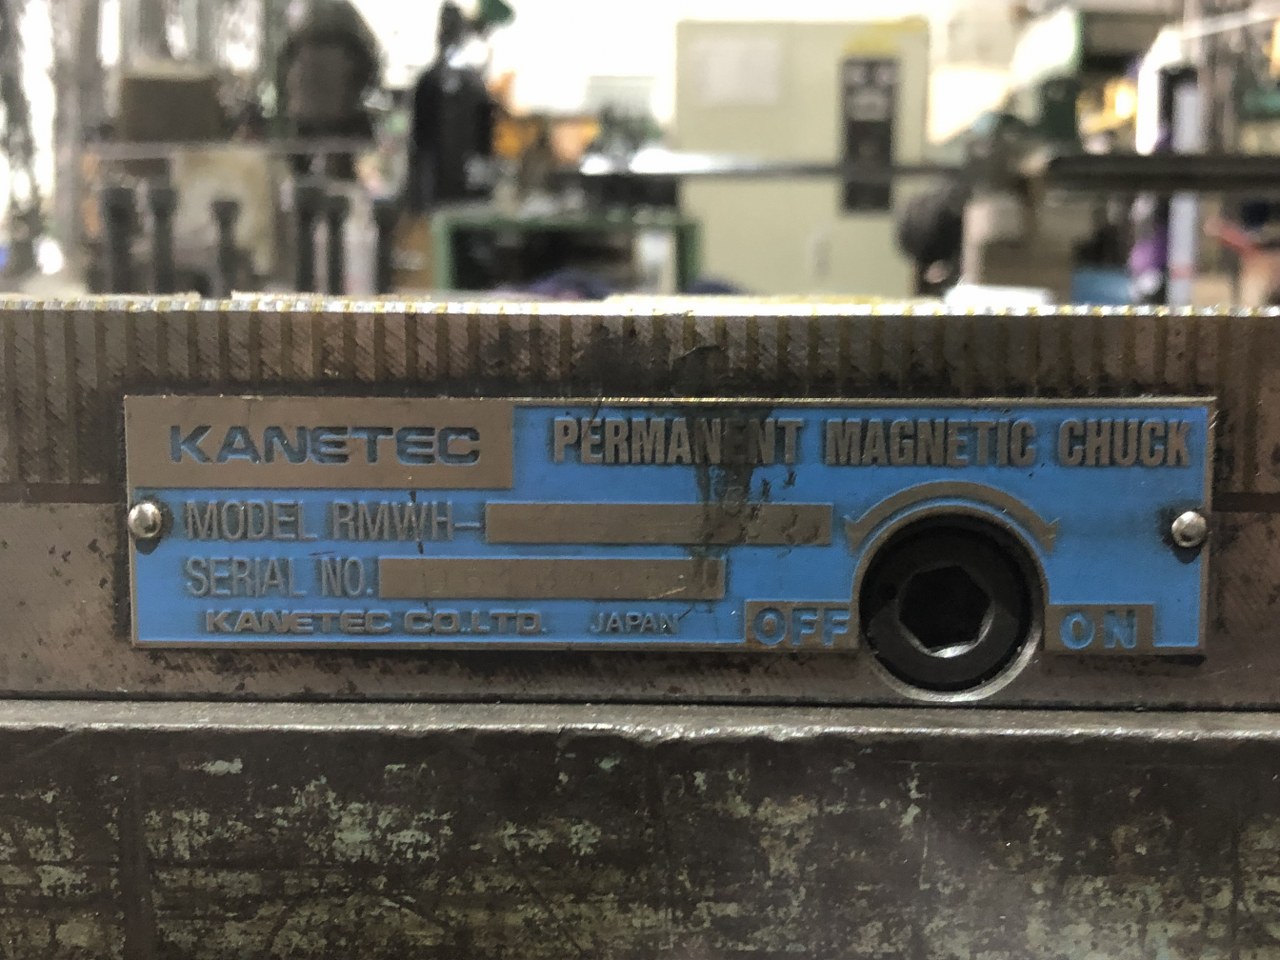 KANETEC PERMANENT MAGNETIC CHUCK
MODEL RMWH-
SERIAL NO.
KANETEC CO.,LTD. JAPAN OFF ON